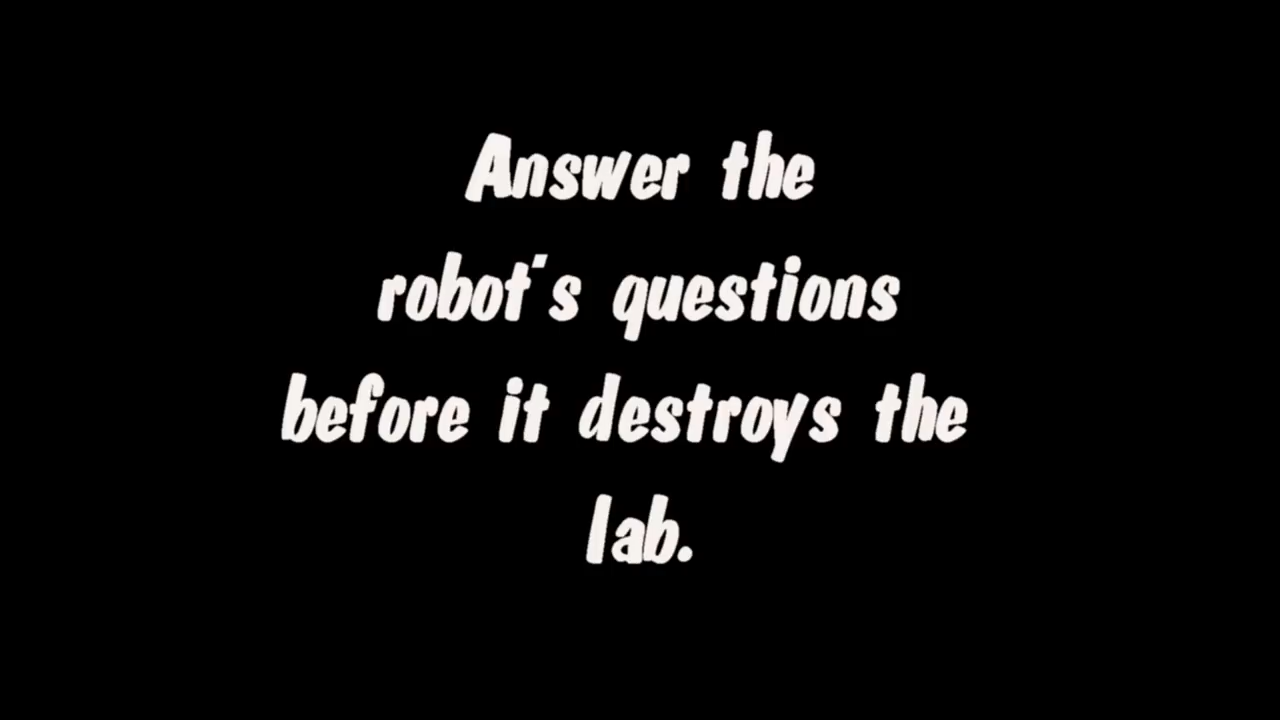 Answer the
robot's questions
before it destroys the
lab.